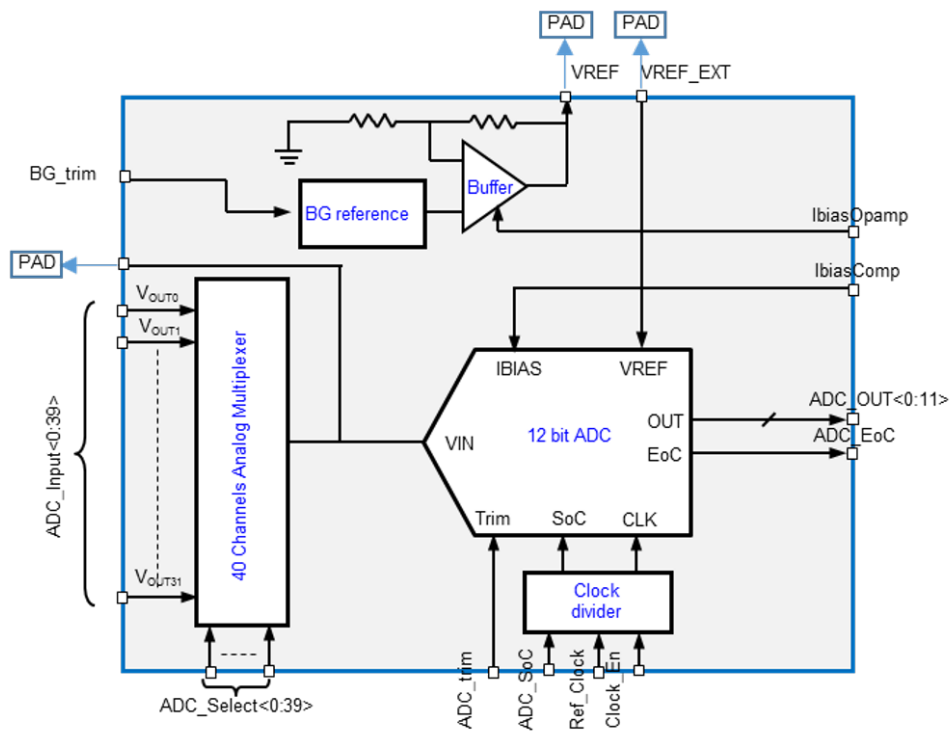 PAD PAD
VREF VREF_EXT
BG_trim
Buffer
BG reference
IbiasOpamp
PAD
IbiasComp
VOUT0
VOUT1
VOUT31
ADC_Input<0:39>
40 Channels Analog Multiplexer
IBIAS VREF
VIN
12 bit ADC
OUT
EoC
ADC_OUT<0:11>
ADC_EoC
Trim SoC CLK
Clock
divider
ADC_trim
ADC_SoC
Ref_Clock
Clock_En
ADC_Select<0:39>